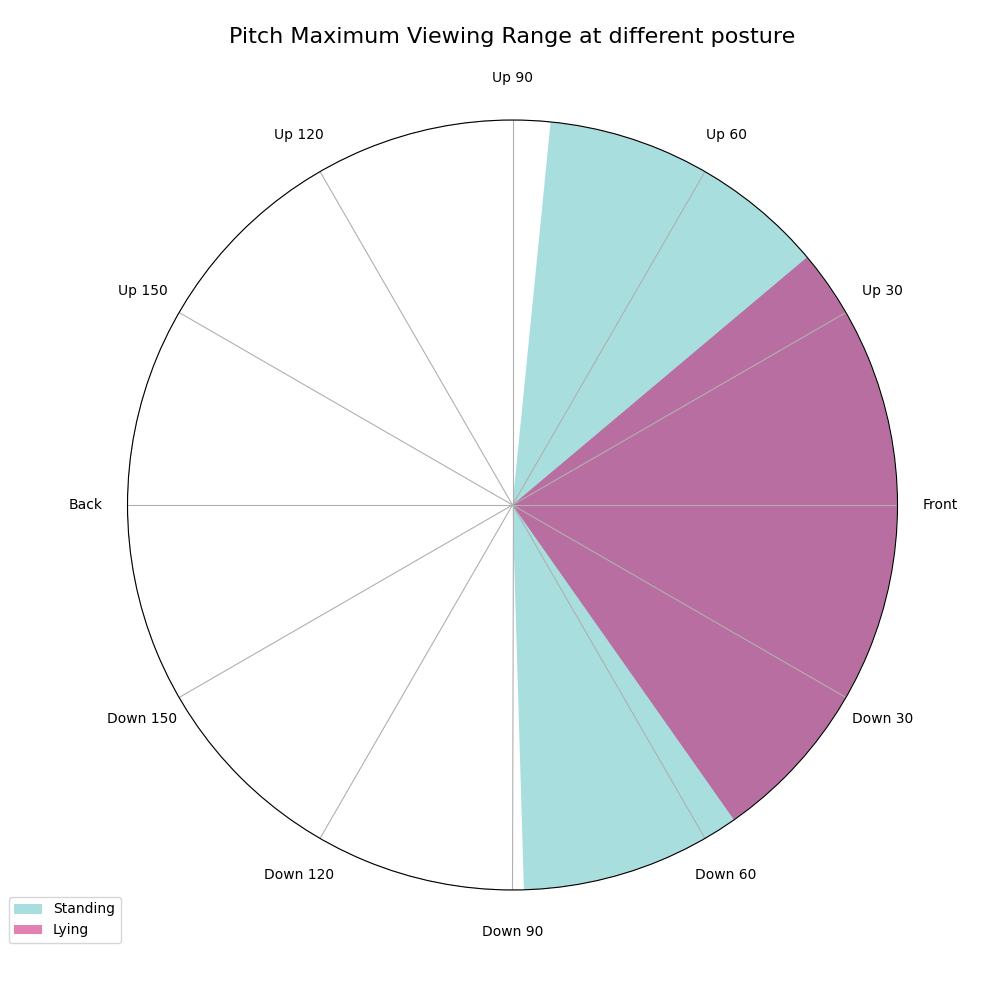 Pitch Maximum Viewing Range at different posture
Up 90
Up 120
Up 60
Up 150
Up 30
Back
Front
Down 150
Down 30
Down 120
Down 60
Down 90
Standing
Lying